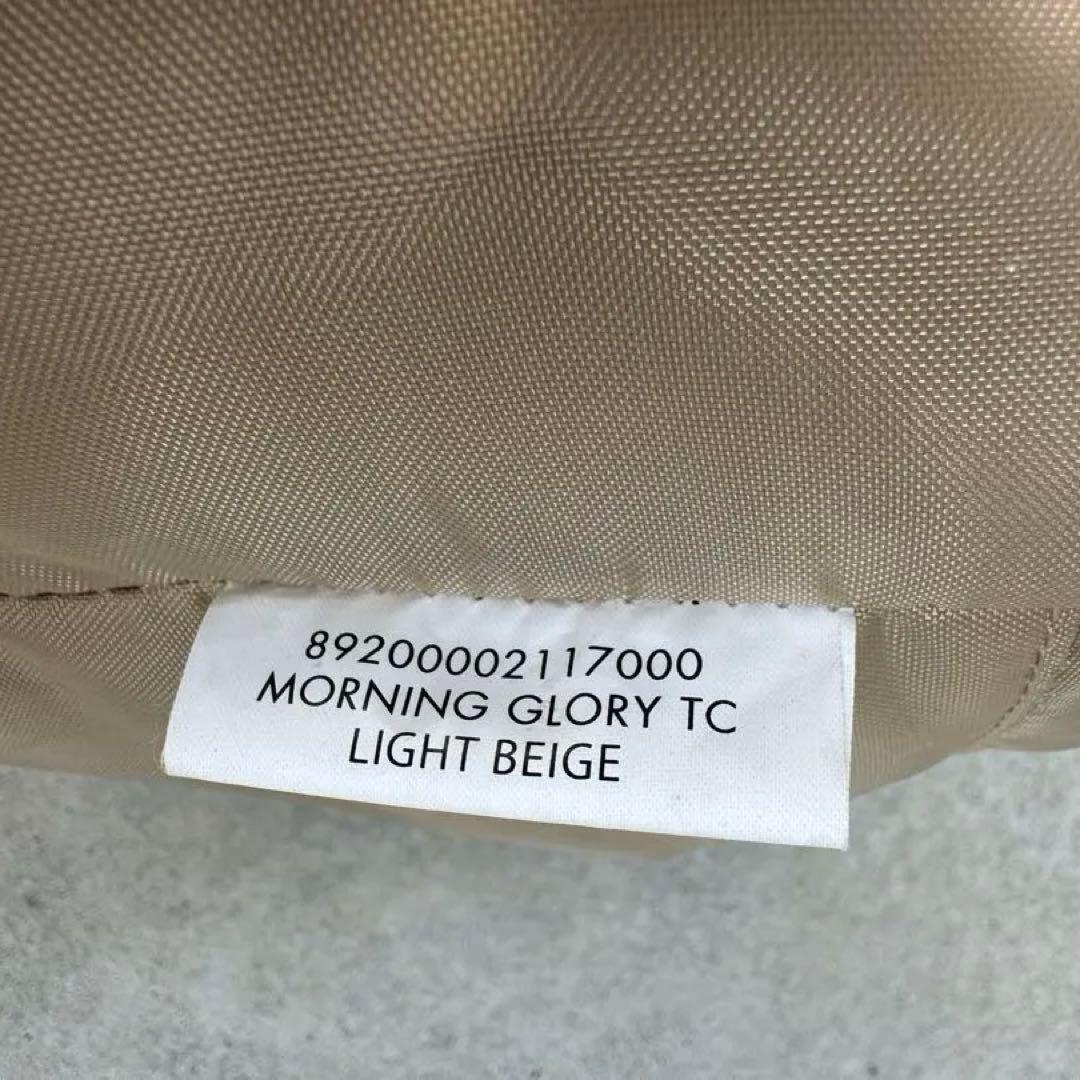 89200002117000
MORNING GLORY TC
LIGHT BEIGE